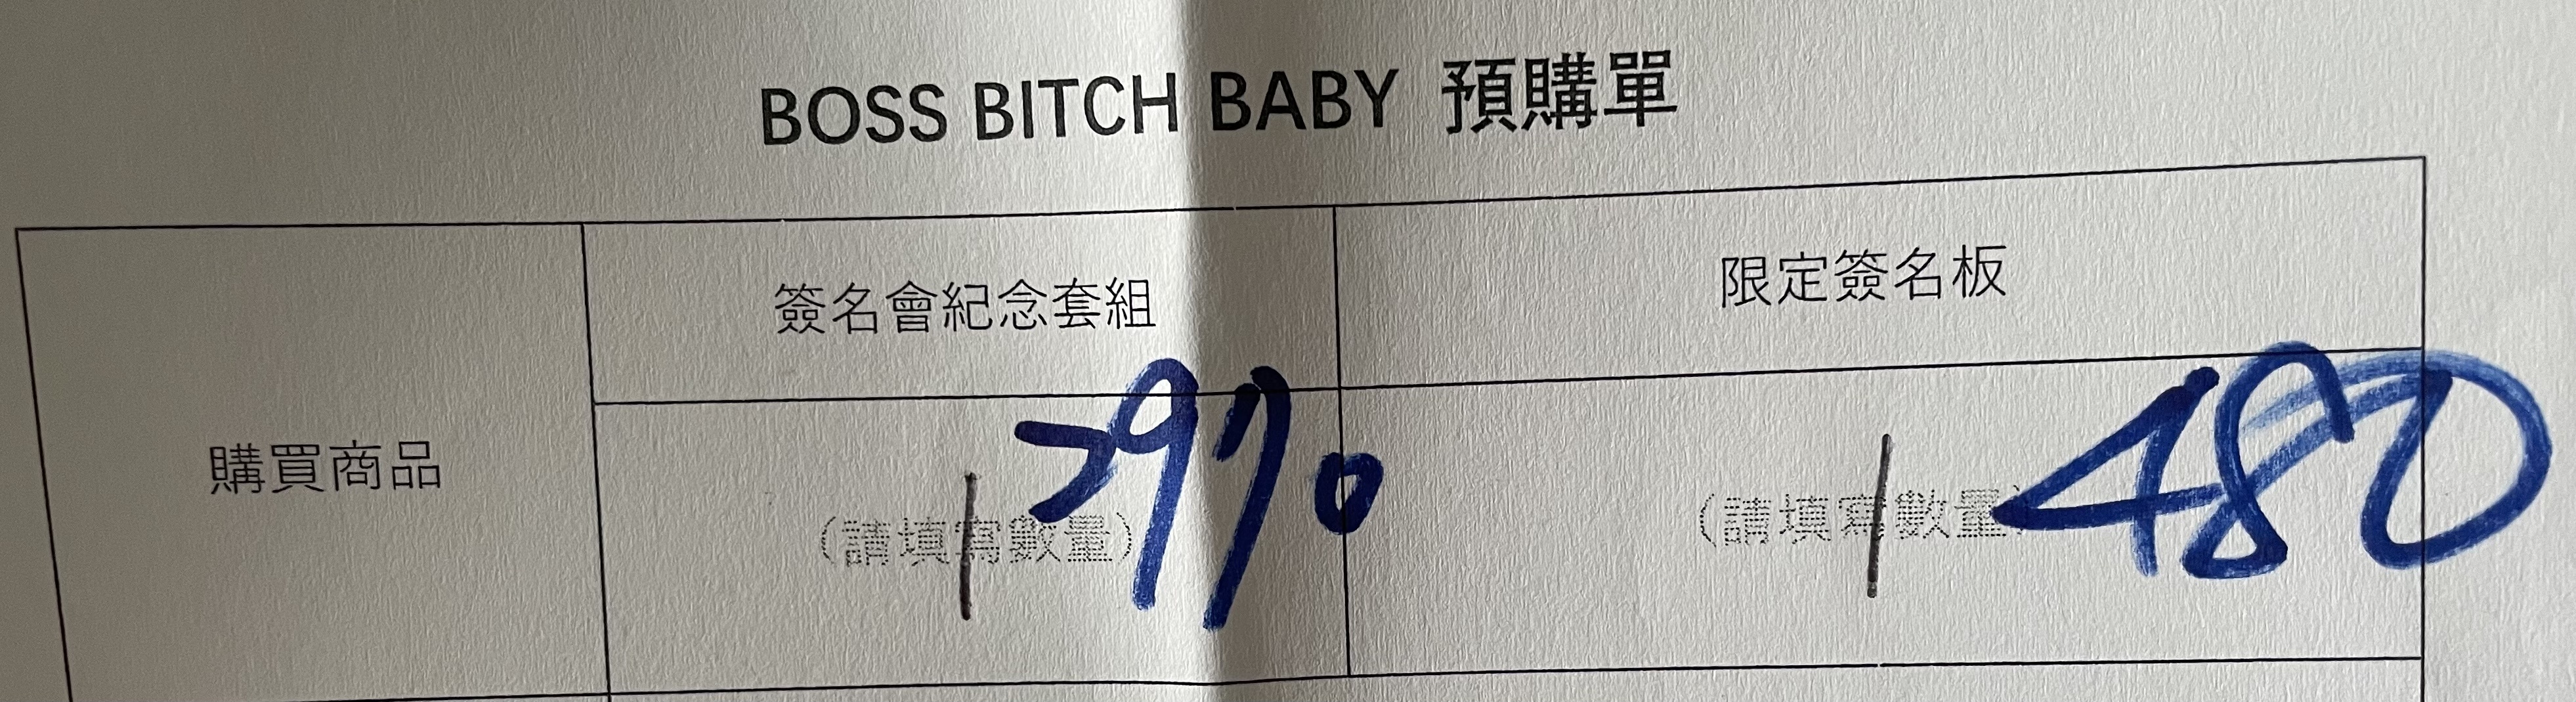 BOSS BITCH BABY 預購單
簽名會紀念套組
限定簽名板
購買商品
(請填寫數量)
1
2970
(請填寫數量)
1
480